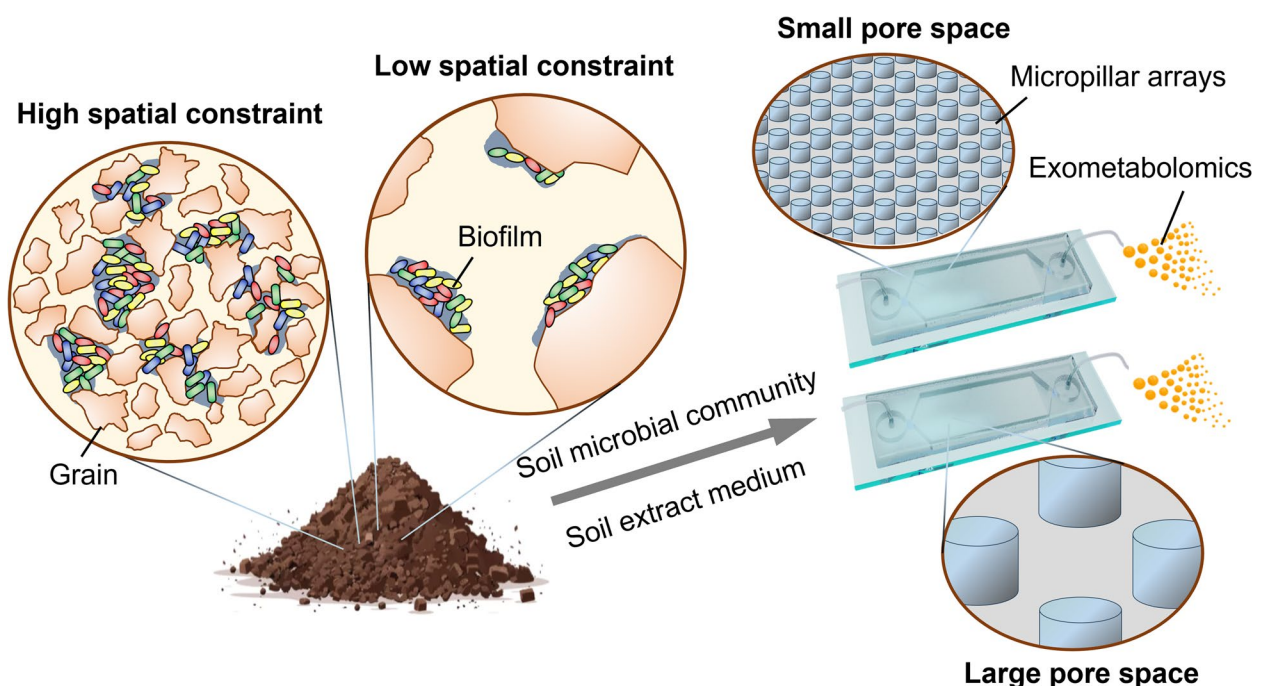 High spatial constraint
Low spatial constraint
Small pore space
Micropillar arrays
Exometabolomics
Biofilm
Grain
Soil microbial community
Soil extract medium
Large pore space